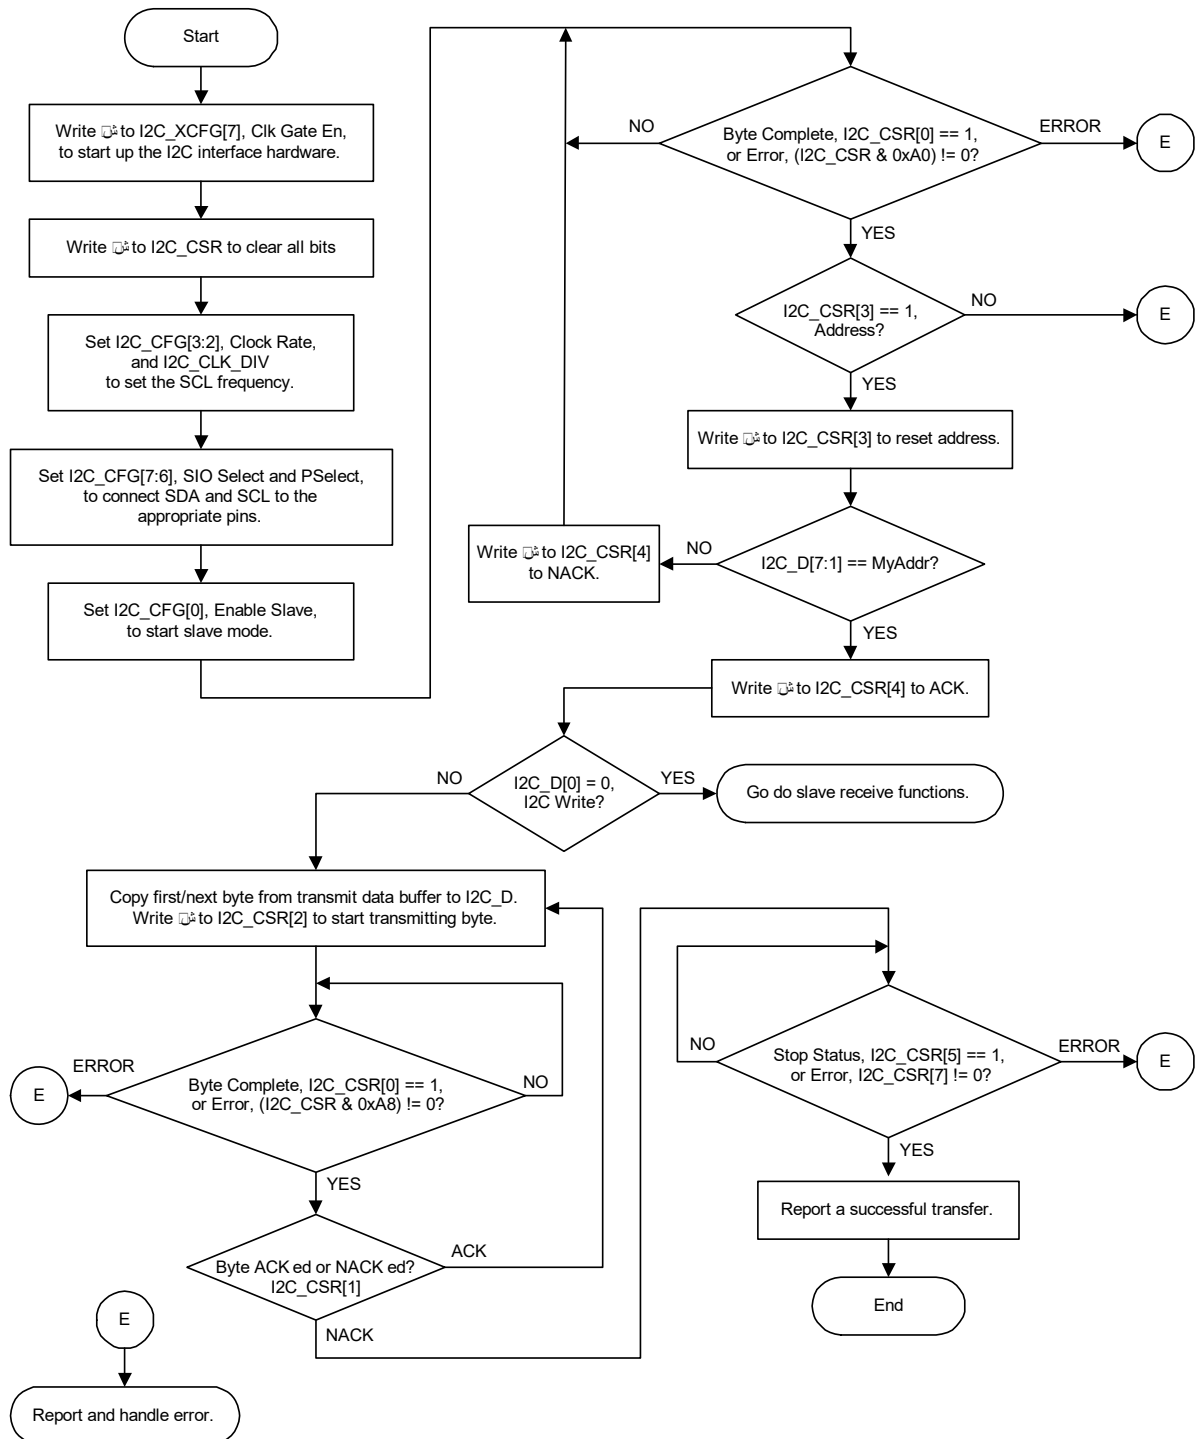 Start
Write to I2C_XCFG[7], Clk Gate En,
to start up the I2C interface hardware.
Write to I2C_CSR to clear all bits
Set I2C_CFG[3:2], Clock Rate,
and I2C_CLK_DIV
to set the SCL frequency.
Set I2C_CFG[7:6], SIO Select and PSelect,
to connect SDA and SCL to the
appropriate pins.
Set I2C_CFG[0], Enable Slave,
to start slave mode.
NO
Byte Complete, I2C_CSR[0] == 1,
or Error, (I2C_CSR & 0xA0) != 0?
ERROR
E
YES
I2C_CSR[3] == 1,
Address?
NO
E
YES
Write to I2C_CSR[3] to reset address.
I2C_D[7:1] == MyAddr?
NO
Write to I2C_CSR[4]
to NACK.
YES
Write to I2C_CSR[4] to ACK.
I2C_D[0] = 0,
I2C Write?
NO
YES
Go do slave receive functions.
Copy first/next byte from transmit data buffer to I2C_D.
Write to I2C_CSR[2] to start transmitting byte.
Byte Complete, I2C_CSR[0] == 1,
or Error, (I2C_CSR & 0xA8) != 0?
ERROR
E
NO
YES
Byte ACK ed or NACK ed?
I2C_CSR[1]
ACK
NACK
Stop Status, I2C_CSR[5] == 1,
or Error, I2C_CSR[7] != 0?
NO
ERROR
E
YES
Report a successful transfer.
End
E
Report and handle error.